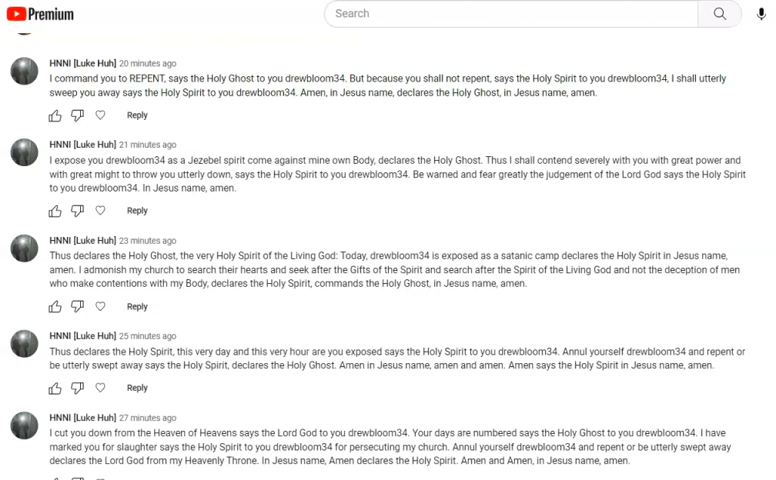 Premium
Search
HNNI [Luke Huh] 20 minutes ago
I command you to REPENT, says the Holy Ghost to you drewbloom34. But because you shall not repent, says the Holy Spirit to you drewbloom34, I shall utterly
sweep you away says the Holy Spirit to you drewbloom34. Amen, in Jesus name, declares the Holy Ghost, in Jesus name, amen.
Reply
HNNI [Luke Huh] 21 minutes ago
I expose you drewbloom34 as a Jezebel spirit come against mine own Body, declares the Holy Ghost. Thus I shall contend severely with you with great power and
with great might to throw you utterly down, says the Holy Spirit to you drewbloom34. Be warned and fear greatly the judgement of the Lord God says the Holy Spirit
to you drewbloom34. In Jesus name, amen.
Reply
HNNI [Luke Huh] 23 minutes ago
Thus declares the Holy Ghost, the very Holy Spirit of the Living God: Today, drewbloom34 is exposed as a satanic camp declares the Holy Spirit in Jesus name,
amen. I admonish my church to search their hearts and seek after the Gifts of the Spirit and search after the Spirit of the Living God and not the deception of men
who make contentions with my Body, declares the Holy Spirit, commands the Holy Ghost, in Jesus name, amen.
Reply
HNNI [Luke Huh] 25 minutes ago
Thus declares the Holy Spirit, this very day and this very hour are you exposed says the Holy Spirit to you drewbloom34. Annul yourself drewbloom34 and repent or
be utterly swept away says the Holy Spirit, declares the Holy Ghost. Amen in Jesus name, amen and amen. Amen says the Holy Spirit in Jesus name, amen.
Reply
HNNI [Luke Huh] 27 minutes ago
I cut you down from the Heaven of Heavens says the Lord God to you drewbloom34. Your days are numbered says the Holy Ghost to you drewbloom34. I have
marked you for slaughter says the Holy Spirit to you drewbloom34 for persecuting my church. Annul yourself drewbloom34 and repent or be utterly swept away
declares the Lord God from my Heavenly Throne. In Jesus name, Amen declares the Holy Spirit. Amen and Amen, in Jesus name, amen.